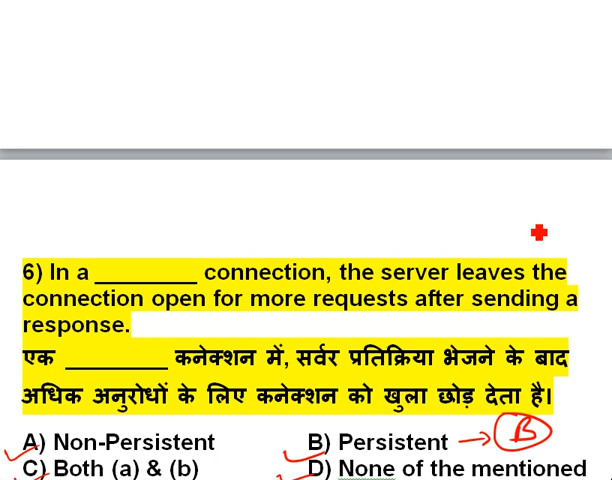 6) In a ________ connection, the server leaves the
connection open for more requests after sending a
response.
एक ________ कनेक्शन में, सर्वर प्रतिक्रिया भेजने के बाद
अधिक अनुरोधों के लिए कनेक्शन को खुला छोड़ देता है।
A) Non-Persistent B) Persistent → B
C) Both (a) & (b) D) None of the mentioned